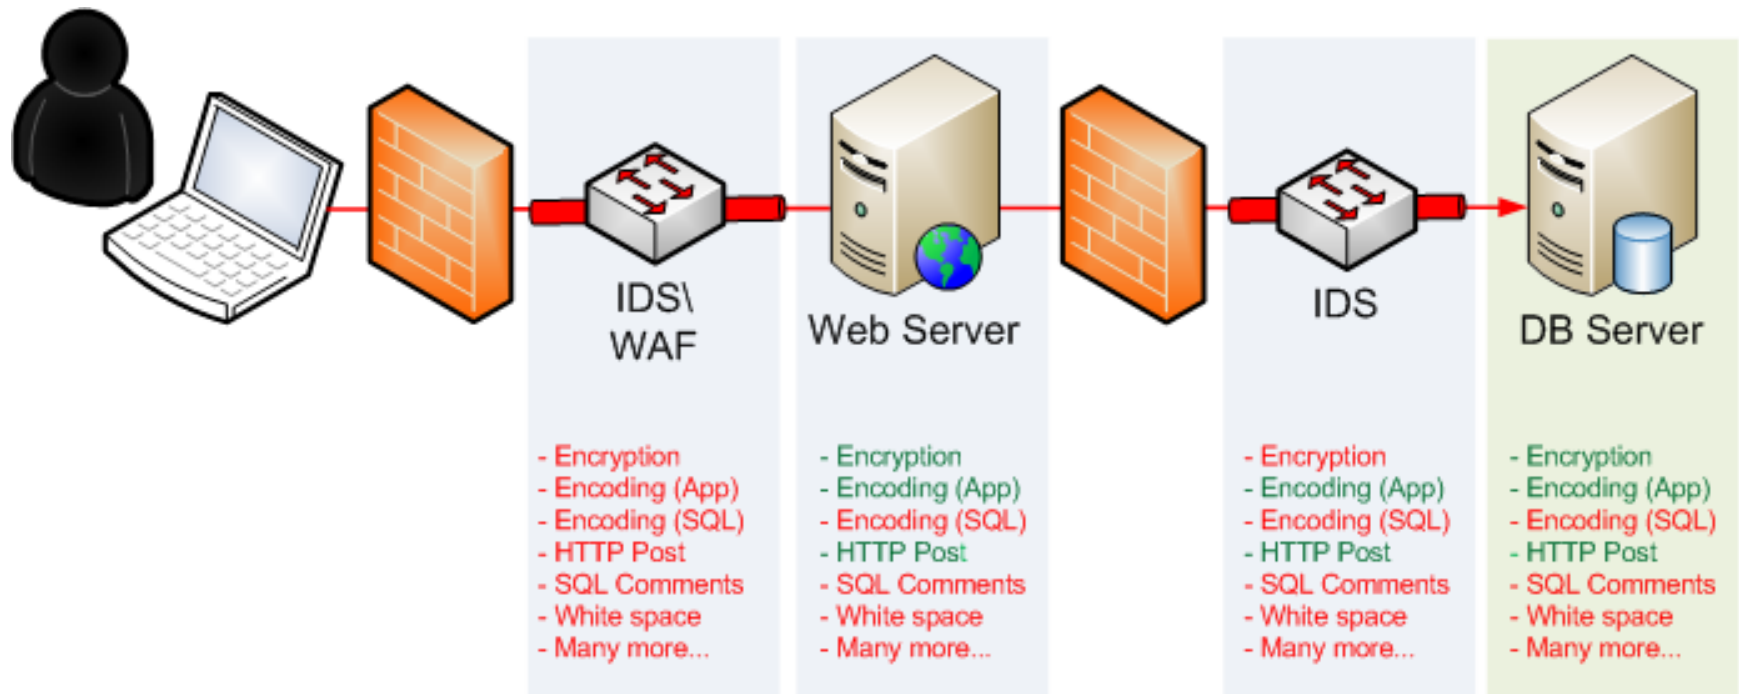 IDS\
WAF
Web Server
IDS
DB Server
- Encryption
- Encoding (App)
- Encoding (SQL)
- HTTP Post
- SQL Comments
- White space
- Many more...
- Encryption
- Encoding (App)
- Encoding (SQL)
- HTTP Post
- SQL Comments
- White space
- Many more...
- Encryption
- Encoding (App)
- Encoding (SQL)
- HTTP Post
- SQL Comments
- White space
- Many more...
- Encryption
- Encoding (App)
- Encoding (SQL)
- HTTP Post
- SQL Comments
- White space
- Many more...